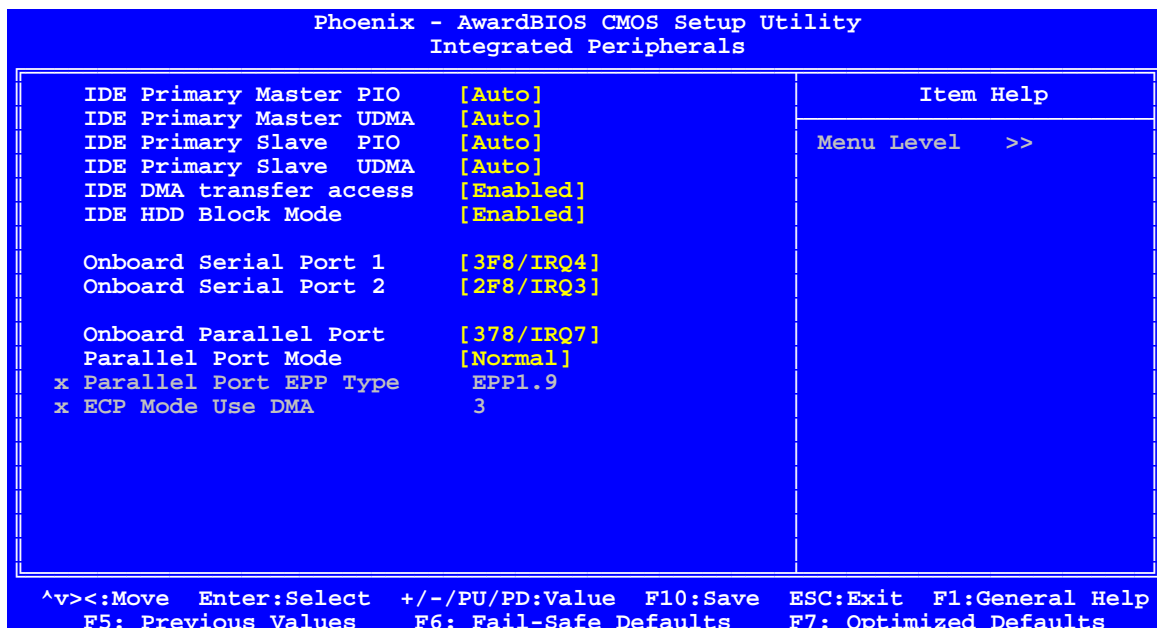 Phoenix - AwardBIOS CMOS Setup Utility
Integrated Peripherals
IDE Primary Master PIO [Auto]
IDE Primary Master UDMA [Auto]
IDE Primary Slave PIO [Auto]
IDE Primary Slave UDMA [Auto]
IDE DMA transfer access [Enabled]
IDE HDD Block Mode [Enabled]
Onboard Serial Port 1 [3F8/IRQ4]
Onboard Serial Port 2 [2F8/IRQ3]
Onboard Parallel Port [378/IRQ7]
Parallel Port Mode [Normal]
x Parallel Port EPP Type EPP1.9
x ECP Mode Use DMA 3
Item Help
Menu Level >>
^v><:Move Enter:Select +/-/PU/PD:Value F10:Save ESC:Exit F1:General Help
F5: Previous Values F6: Fail-Safe Defaults F7: Optimized Defaults